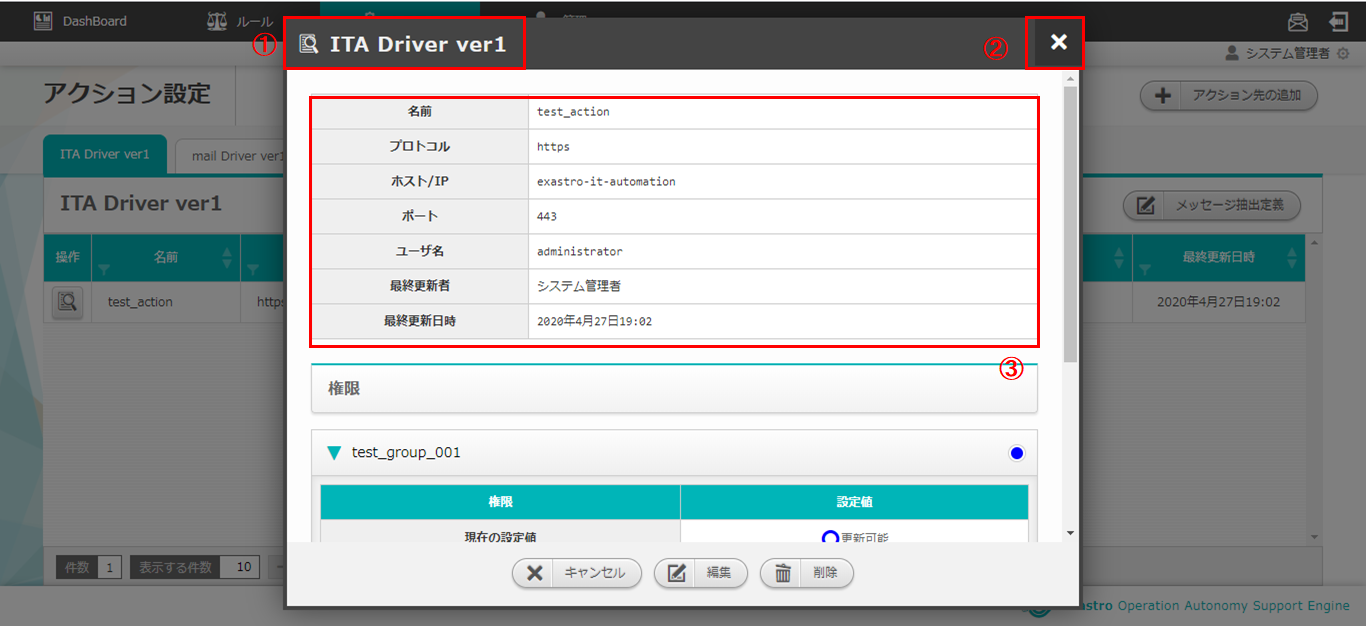 DashBoard
ルール
①
ITA Driver ver1
②
システム管理者
アクション設定
アクション先の追加
ITA Driver ver1
mail Driver ver1
ITA Driver ver1
メッセージ抽出定義
操作
名前
最終更新日時
test_action
2020年4月27日19:02
名前
test_action
プロトコル
https
ホスト/IP
exastro-it-automation
ポート
443
ユーザ名
administrator
最終更新者
システム管理者
最終更新日時
2020年4月27日19:02
③
権限
test_group_001
権限
設定値
現在の設定値
更新可能
キャンセル
編集
削除
件数
1
表示する件数
10
Operation Autonomy Support Engine